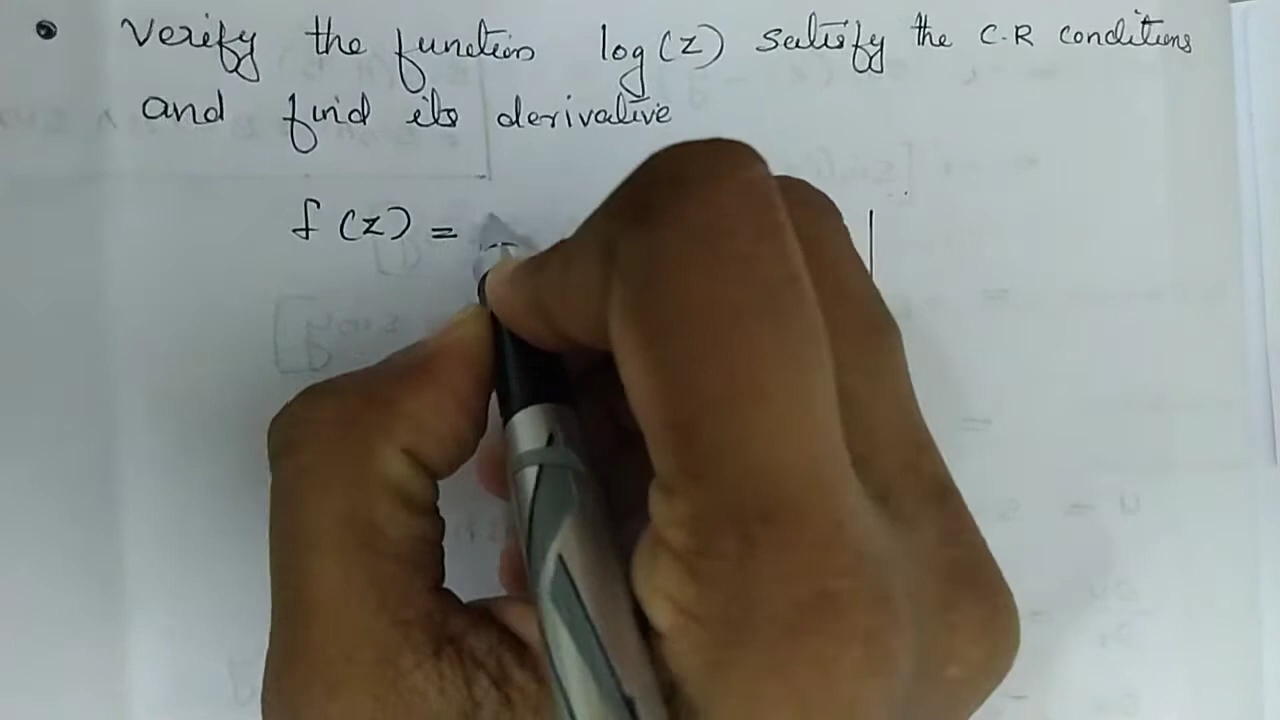 • Verify the function log(z) satisfy the C.R conditions
and find its derivative
f(z) =